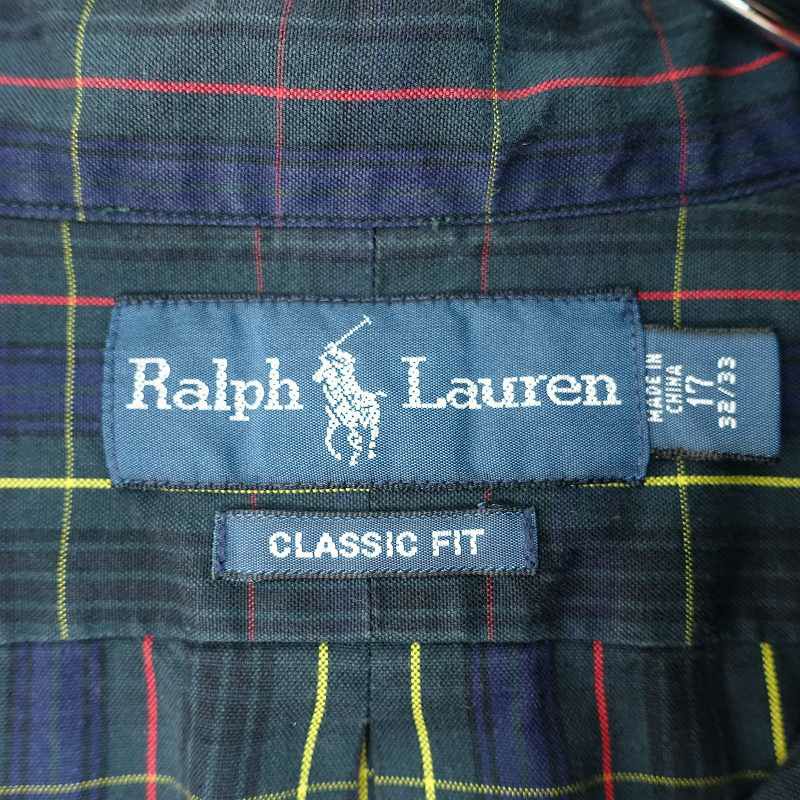 Ralph Lauren
MADE IN
CHINA
17
32/33
CLASSIC FIT